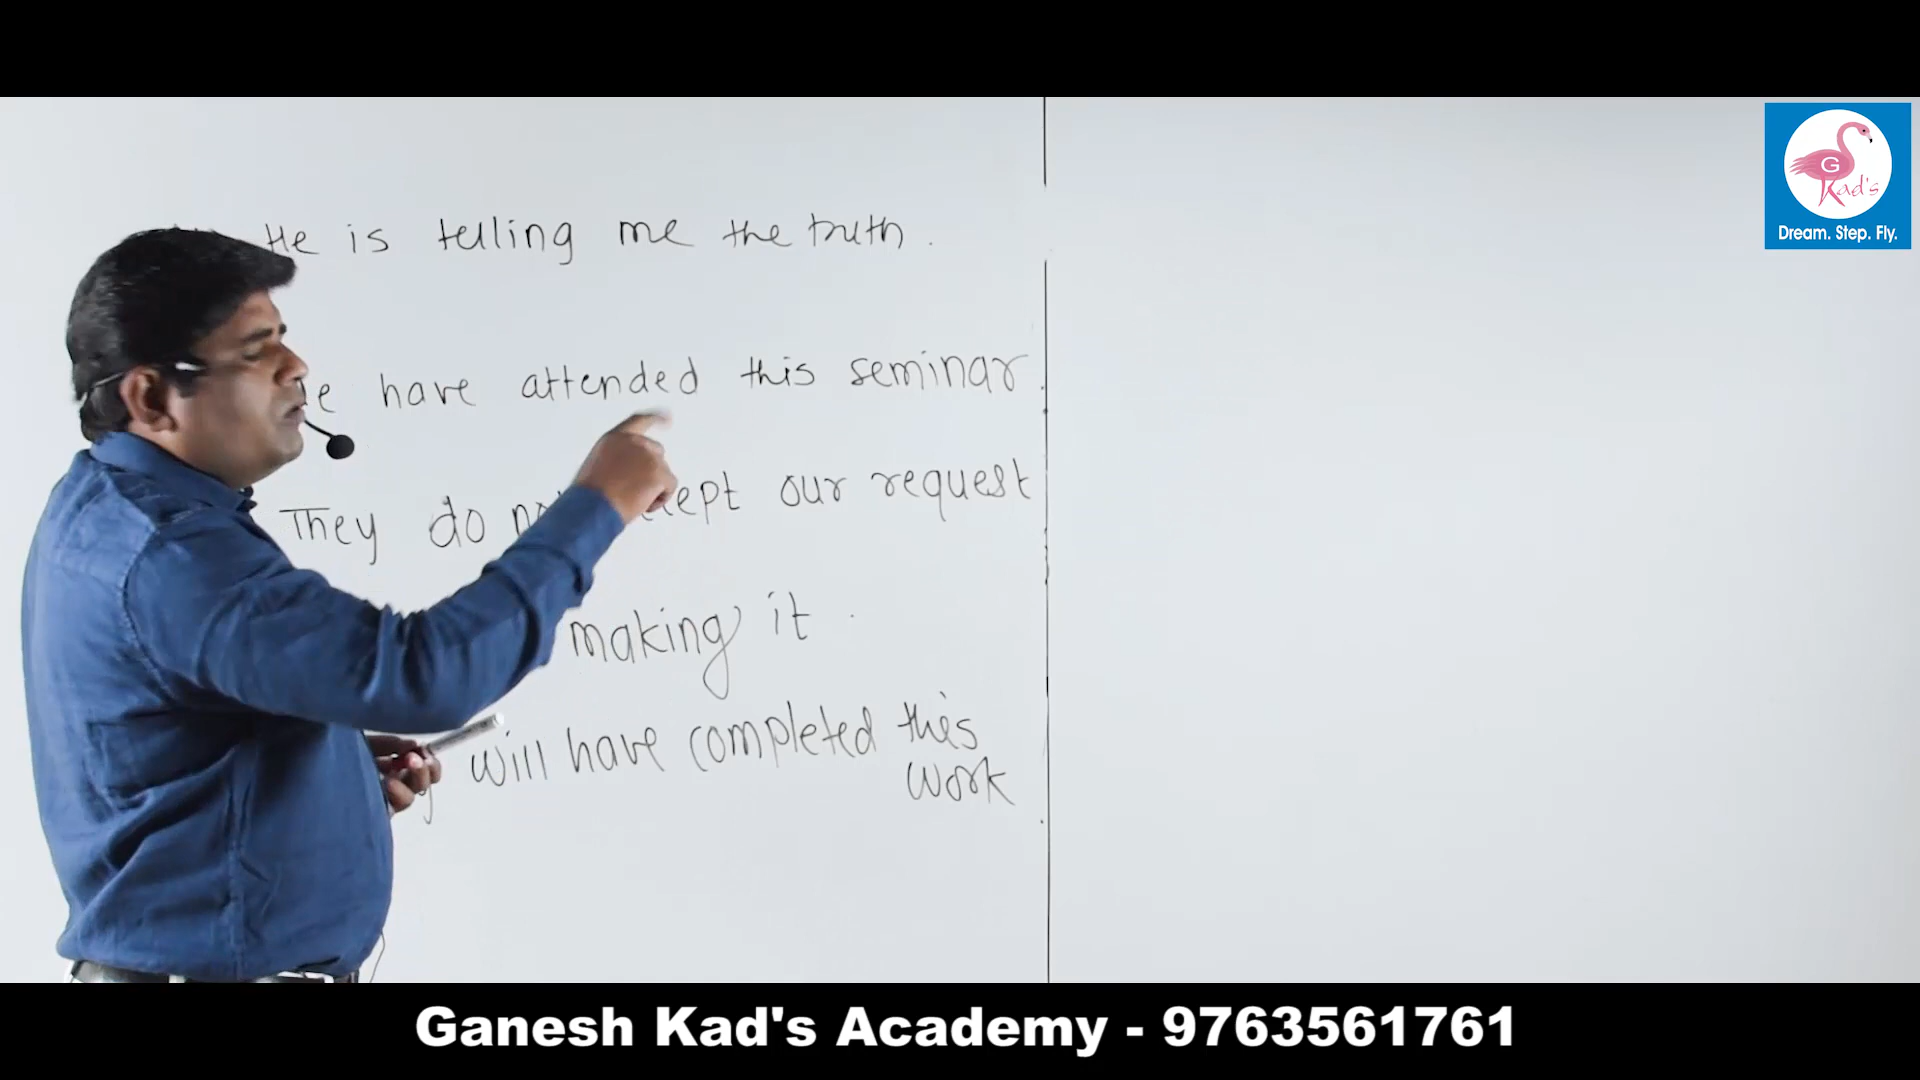 He is telling me the truth.
have attended this seminar.
They do our request
making it.
will have completed this
work
G
Kad's
Dream. Step. Fly.
Ganesh Kad's Academy - 9763561761